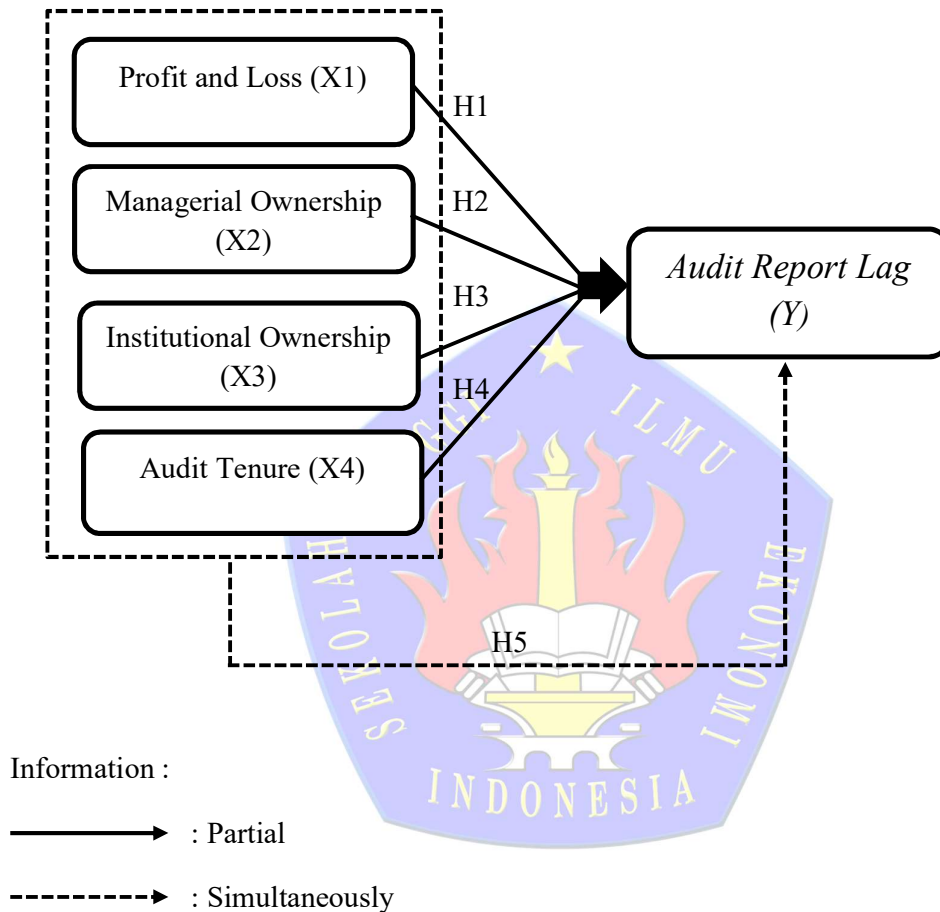 Profit and Loss (X1)
H1
Managerial Ownership
(X2)
H2
Audit Report Lag
(Y)
H3
Institutional Ownership
(X3)
H4
Audit Tenure (X4)
H5
SEKOLAH GGI ILMU EKONOMI
INDONESIA
Information :
: Partial
: Simultaneously